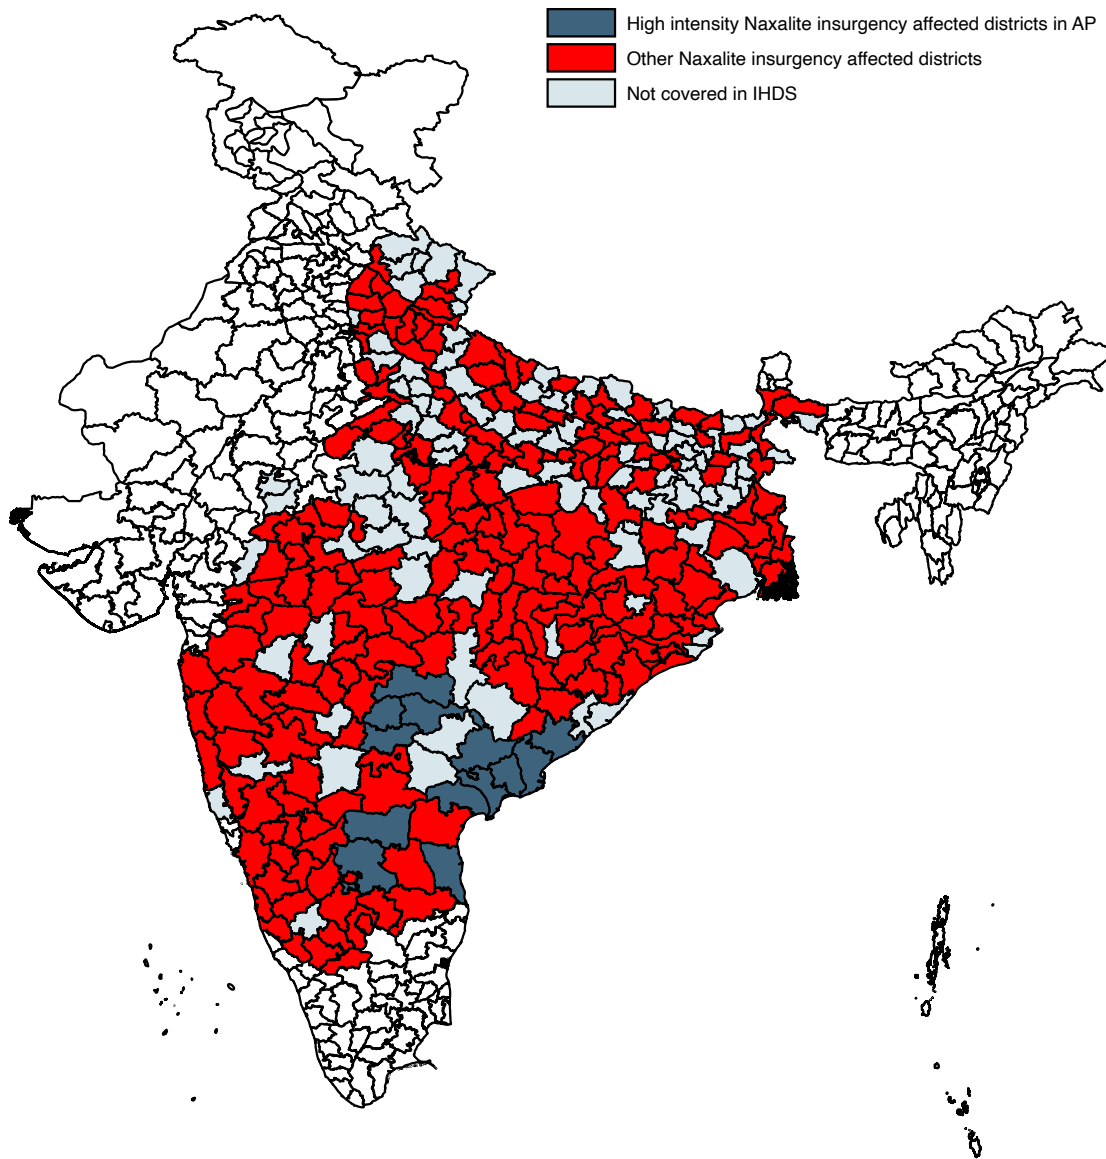 High intensity Naxalite insurgency affected districts in AP
Other Naxalite insurgency affected districts
Not covered in IHDS